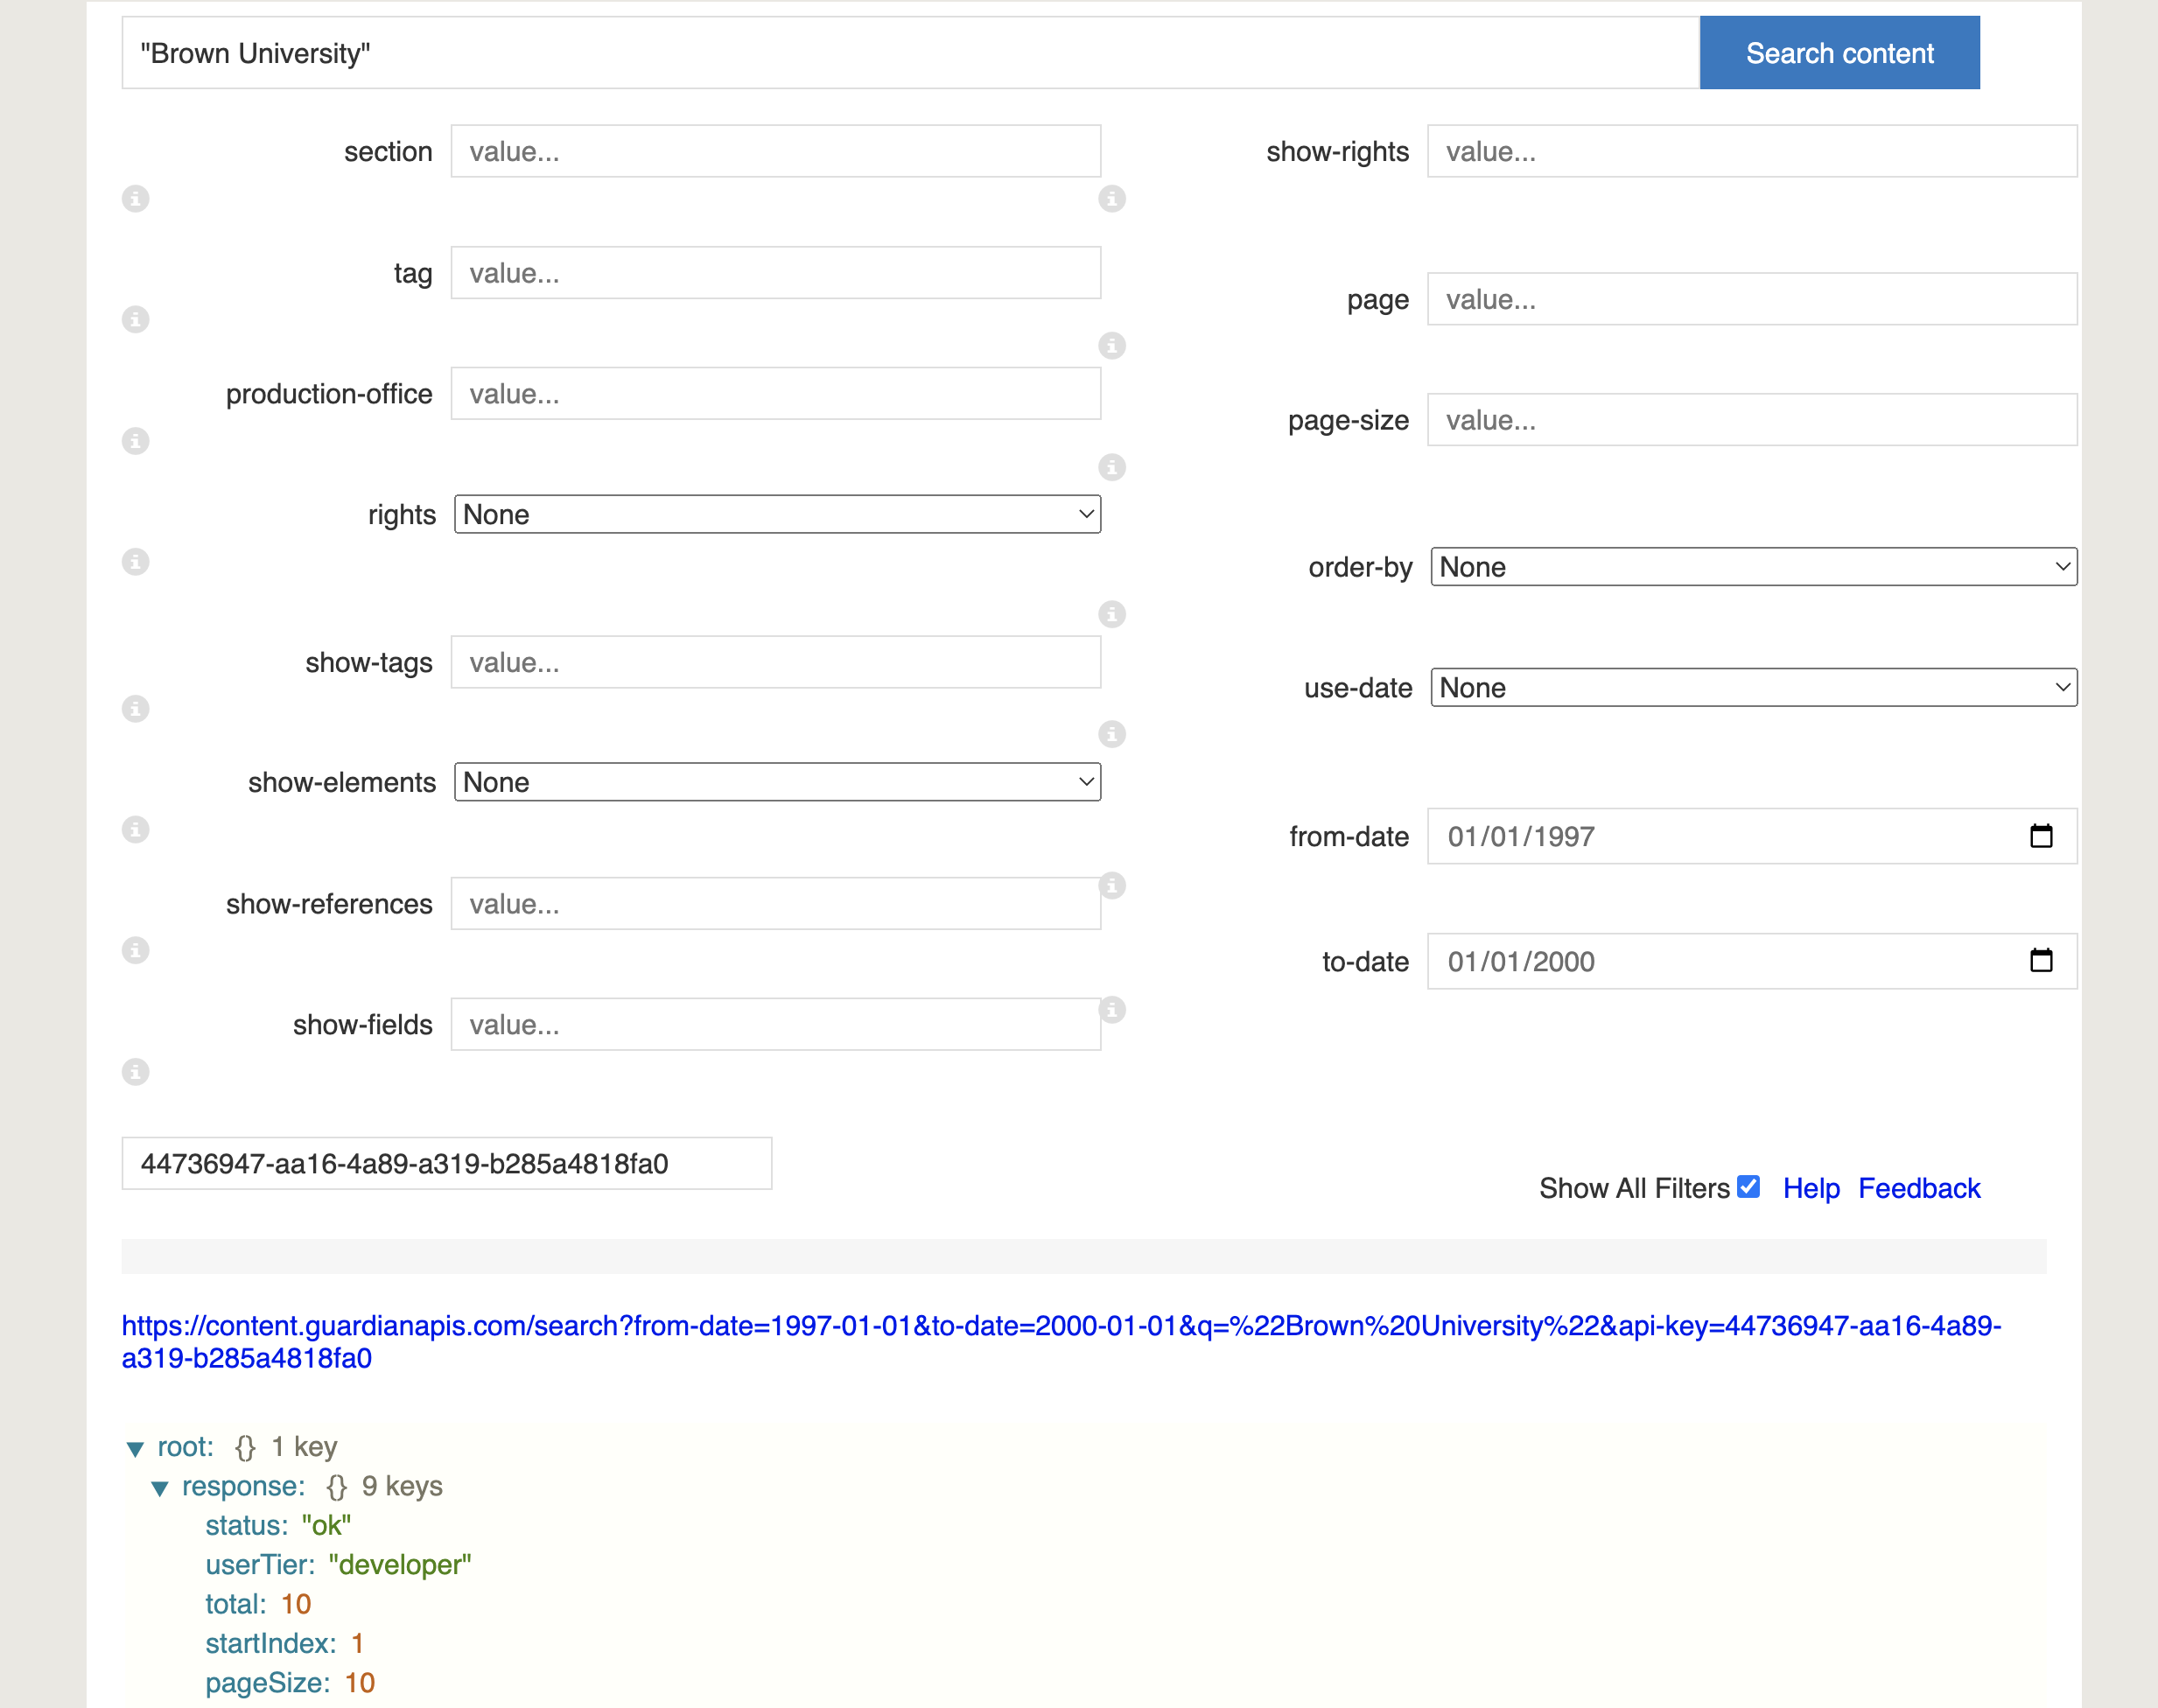 "Brown University"
Search content
section value...
show-rights value...
tag value...
page value...
production-office value...
page-size value...
rights None
order-by None
show-tags value...
use-date None
show-elements None
from-date 01/01/1997
show-references value...
to-date 01/01/2000
show-fields value...
44736947-aa16-4a89-a319-b285a4818fa0
Show All Filters Help Feedback
https://content.guardianapis.com/search?from-date=1997-01-01&to-date=2000-01-01&q=%22Brown%20University%22&api-key=44736947-aa16-4a89-
a319-b285a4818fa0
root: {} 1 key
response: {} 9 keys
status: "ok"
userTier: "developer"
total: 10
startIndex: 1
pageSize: 10